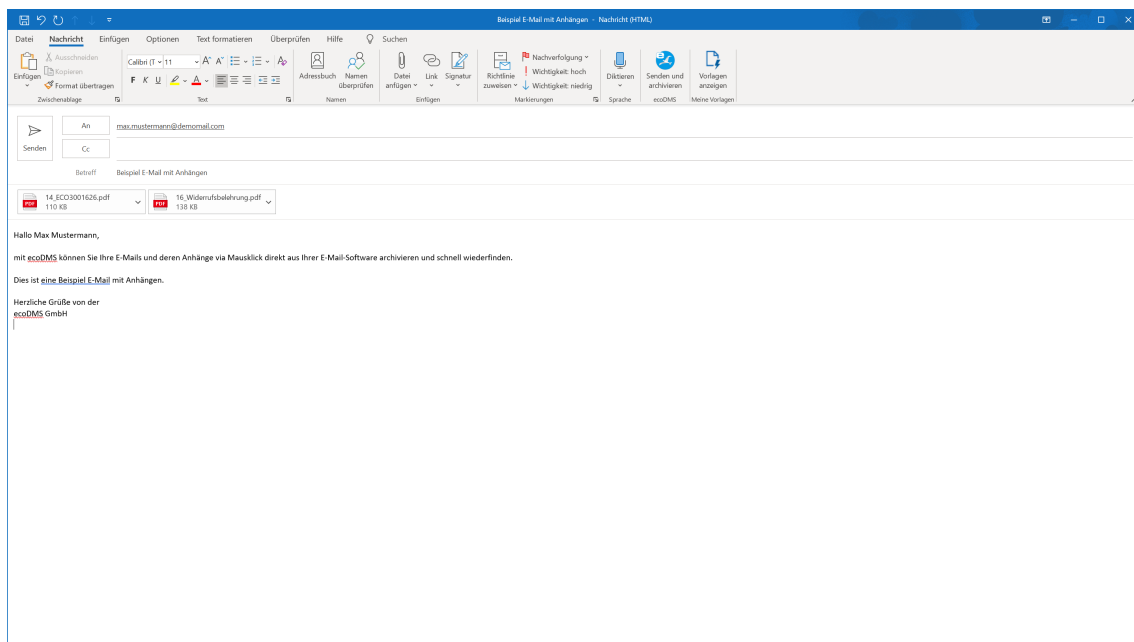 Beispiel E-Mail mit Anhängen - Nachricht (HTML)
Datei Nachricht Einfügen Optionen Text formatieren Überprüfen Hilfe Suchen
Einfügen
Ausschneiden
Kopieren
Format übertragen
Zwischenablage
Calibri (T 11
F K U
Text
Adressbuch
Namen überprüfen
Namen
Datei anfügen
Link
Signatur
Einfügen
Richtlinie zuweisen
Nachverfolgung
Wichtigkeit: hoch
Wichtigkeit: niedrig
Markierungen
Diktieren
Sprache
Senden und archivieren
ecoDMS
Vorlagen anzeigen
Meine Vorlagen
Senden
An max.mustermann@demomail.com
Cc
Betreff Beispiel E-Mail mit Anhängen
PDF 14_ECO3001626.pdf
110 KB
PDF 16_Widerrufsbelehrung.pdf
138 KB
Hallo Max Mustermann,
mit ecoDMS können Sie Ihre E-Mails und deren Anhänge via Mausklick direkt aus Ihrer E-Mail-Software archivieren und schnell wiederfinden.
Dies ist eine Beispiel E-Mail mit Anhängen.
Herzliche Grüße von der
ecoDMS GmbH